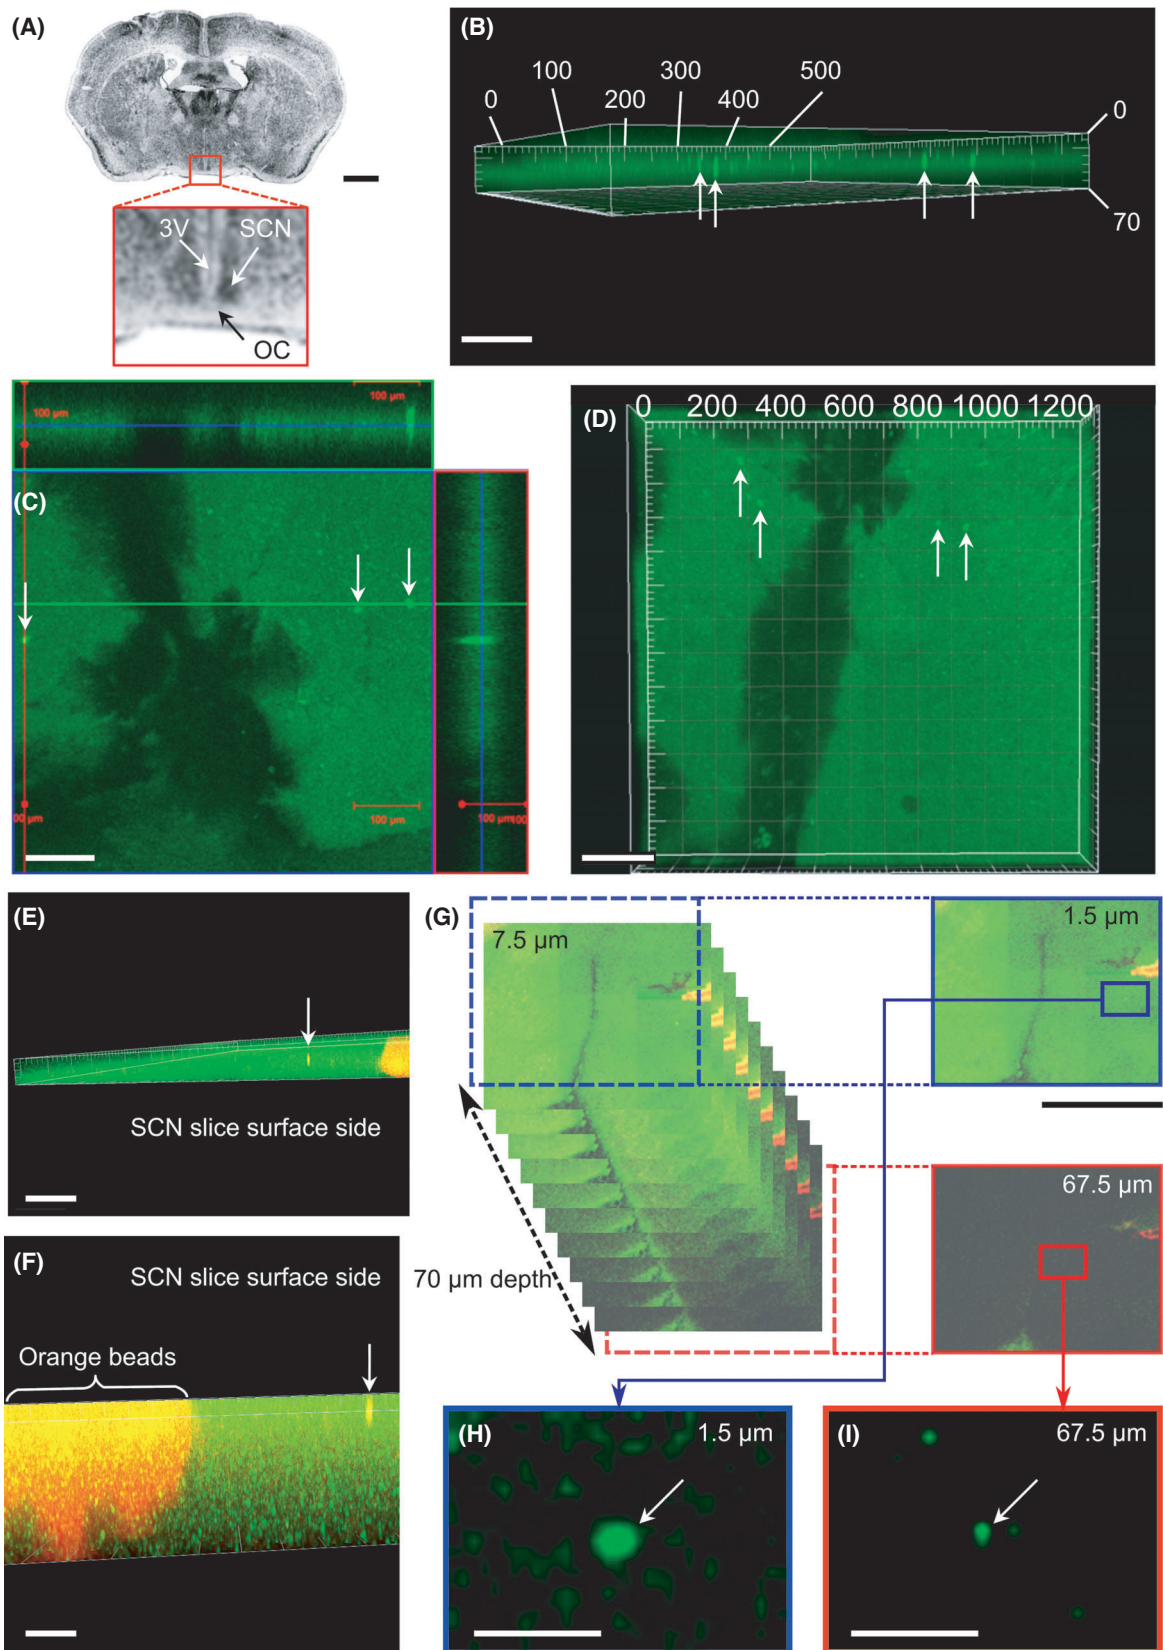 (A)
3V
SCN
OC
(B)
0
100
200
300
400
500
0
70
(C)
100 µm
100 µm
100 µm
00 µm
100 µm
(D)
0 200 400 600 800 1000 1200
(E)
SCN slice surface side
(F)
SCN slice surface side
Orange beads
(G)
7.5 µm
70 µm depth
1.5 µm
67.5 µm
(H)
1.5 µm
(I)
67.5 µm